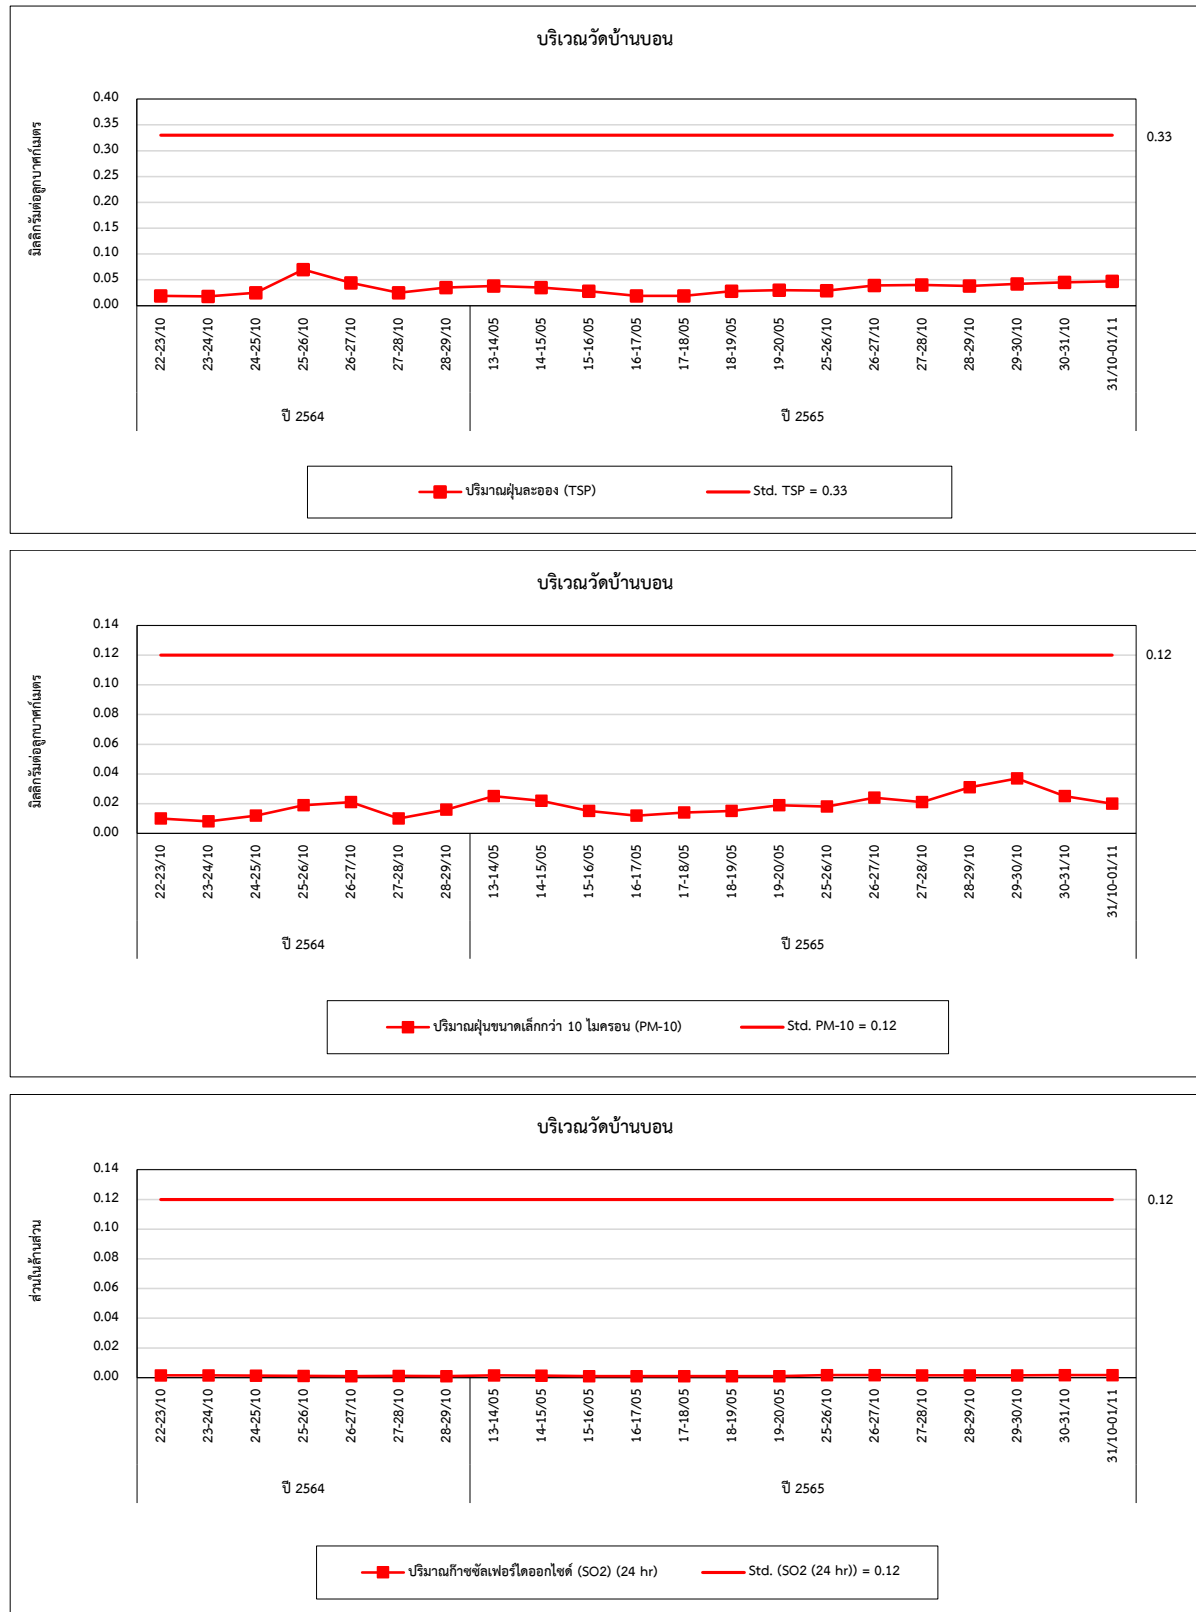 บริเวณวัดบ้านบอน
มิลลิกรัมต่อลูกบาศก์เมตร
0.40
0.35
0.30
0.25
0.20
0.15
0.10
0.05
0.00
0.33
22-23/10 23-24/10 24-25/10 25-26/10 26-27/10 27-28/10 28-29/10 13-14/05 14-15/05 15-16/05 16-17/05 17-18/05 18-19/05 19-20/05 25-26/10 26-27/10 27-28/10 28-29/10 29-30/10 30-31/10 31/10-01/11
ปี 2564 ปี 2565
ปริมาณฝุ่นละออง (TSP) Std. TSP = 0.33
บริเวณวัดบ้านบอน
มิลลิกรัมต่อลูกบาศก์เมตร
0.14
0.12
0.10
0.08
0.06
0.04
0.02
0.00
0.12
22-23/10 23-24/10 24-25/10 25-26/10 26-27/10 27-28/10 28-29/10 13-14/05 14-15/05 15-16/05 16-17/05 17-18/05 18-19/05 19-20/05 25-26/10 26-27/10 27-28/10 28-29/10 29-30/10 30-31/10 31/10-01/11
ปี 2564 ปี 2565
ปริมาณฝุ่นขนาดเล็กกว่า 10 ไมครอน (PM-10) Std. PM-10 = 0.12
บริเวณวัดบ้านบอน
ส่วนในล้านส่วน
0.14
0.12
0.10
0.08
0.06
0.04
0.02
0.00
0.12
22-23/10 23-24/10 24-25/10 25-26/10 26-27/10 27-28/10 28-29/10 13-14/05 14-15/05 15-16/05 16-17/05 17-18/05 18-19/05 19-20/05 25-26/10 26-27/10 27-28/10 28-29/10 29-30/10 30-31/10 31/10-01/11
ปี 2564 ปี 2565
ปริมาณก๊าซซัลเฟอร์ไดออกไซด์ (SO2) (24 hr) Std. (SO2 (24 hr)) = 0.12